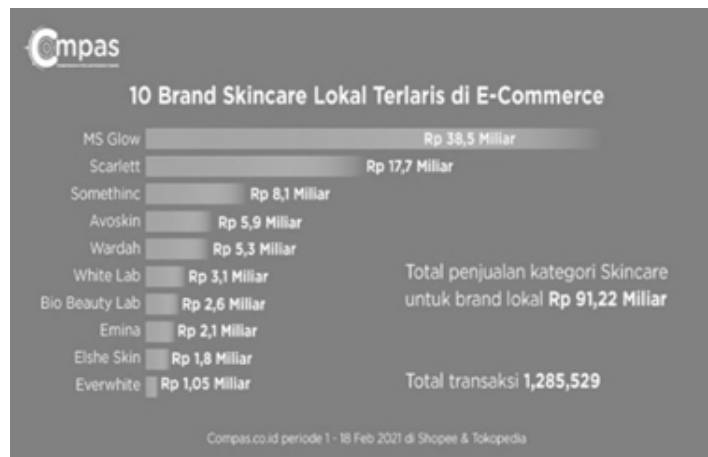 Compas
10 Brand Skincare Lokal Terlaris di E-Commerce
MS Glow Rp 38,5 Miliar
Scarlett Rp 17,7 Miliar
Somethinc Rp 8,1 Miliar
Avoskin Rp 5,9 Miliar
Wardah Rp 5,3 Miliar
White Lab Rp 3,1 Miliar
Bio Beauty Lab Rp 2,6 Miliar
Emina Rp 2,1 Miliar
Elshe Skin Rp 1,8 Miliar
Everwhite Rp 1,05 Miliar
Total penjualan kategori Skincare
untuk brand lokal Rp 91,22 Miliar
Total transaksi 1,285,529
Compas.co.id periode 1 - 18 Feb 2021 di Shopee & Tokopedia